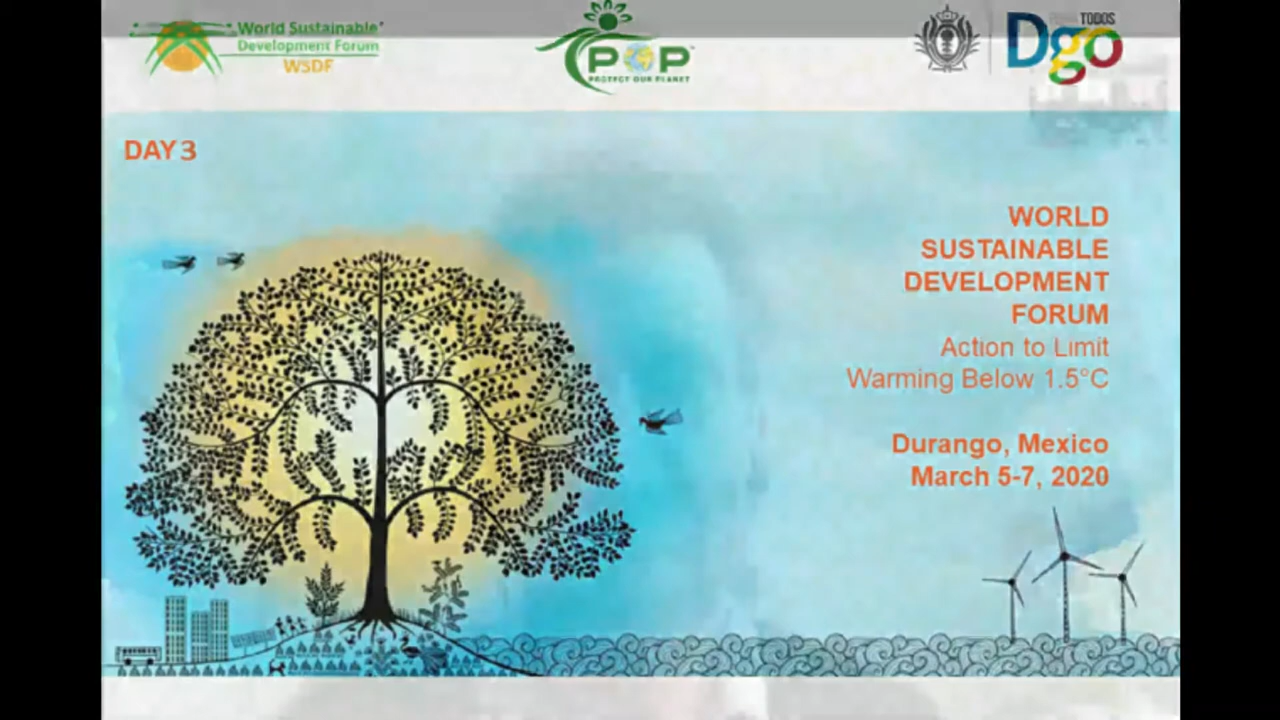 World Sustainable
Development Forum
WSDF
POP
PROTECT OUR PLANET
TODOS
Dgo
DAY 3
WORLD
SUSTAINABLE
DEVELOPMENT
FORUM
Action to Limit
Warming Below 1.5°C
Durango, Mexico
March 5-7, 2020